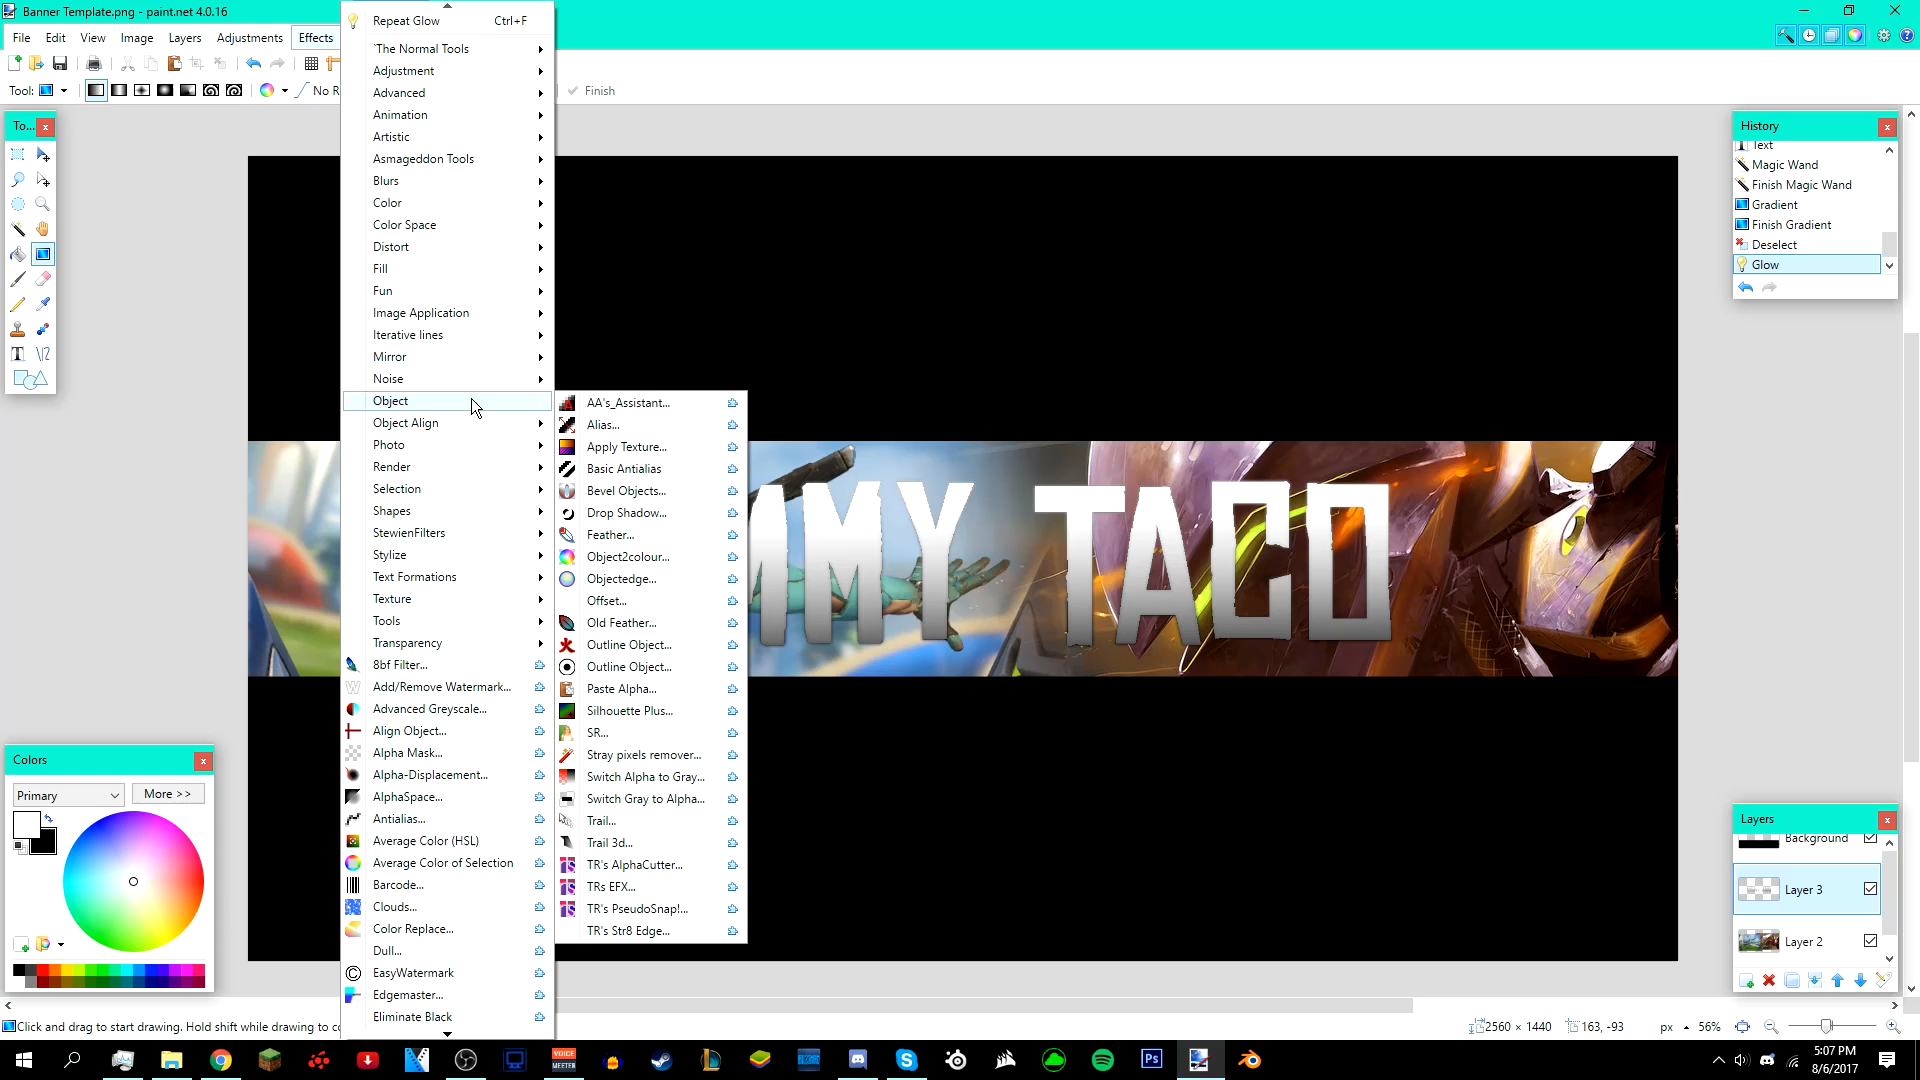 Banner Template.png - paint.net 4.0.16
File Edit View Image Layers Adjustments Effects
Tool: No R Finish
Repeat Glow Ctrl+F
`The Normal Tools
Adjustment
Advanced
Animation
Artistic
Asmageddon Tools
Blurs
Color
Color Space
Distort
Fill
Fun
Image Application
Iterative lines
Mirror
Noise
Object
Object Align
Photo
Render
Selection
Shapes
StewienFilters
Stylize
Text Formations
Texture
Tools
Transparency
8bf Filter...
Add/Remove Watermark...
Advanced Greyscale...
Align Object...
Alpha Mask...
Alpha-Displacement...
AlphaSpace...
Antialias...
Average Color (HSL)
Average Color of Selection
Barcode...
Clouds...
Color Replace...
Dull...
EasyWatermark
Edgemaster...
Eliminate Black
AA's_Assistant...
Alias...
Apply Texture...
Basic Antialias
Bevel Objects...
Drop Shadow...
Feather...
Object2colour...
Objectedge...
Offset...
Old Feather...
Outline Object...
Outline Object...
Paste Alpha...
Silhouette Plus...
SR...
Stray pixels remover...
Switch Alpha to Gray...
Switch Gray to Alpha...
Trail...
Trail 3d...
TR's AlphaCutter...
TRs EFX...
TR's PseudoSnap!...
TR's Str8 Edge...
MMY TACO
To...
History
Text
Magic Wand
Finish Magic Wand
Gradient
Finish Gradient
Deselect
Glow
Colors
Primary
More >>
Layers
Background
Layer 3
Layer 2
Click and drag to start drawing. Hold shift while drawing to co
2560 × 1440
163, -93
px
56%
VOICE
MEETER
Ps
5:07 PM
8/6/2017